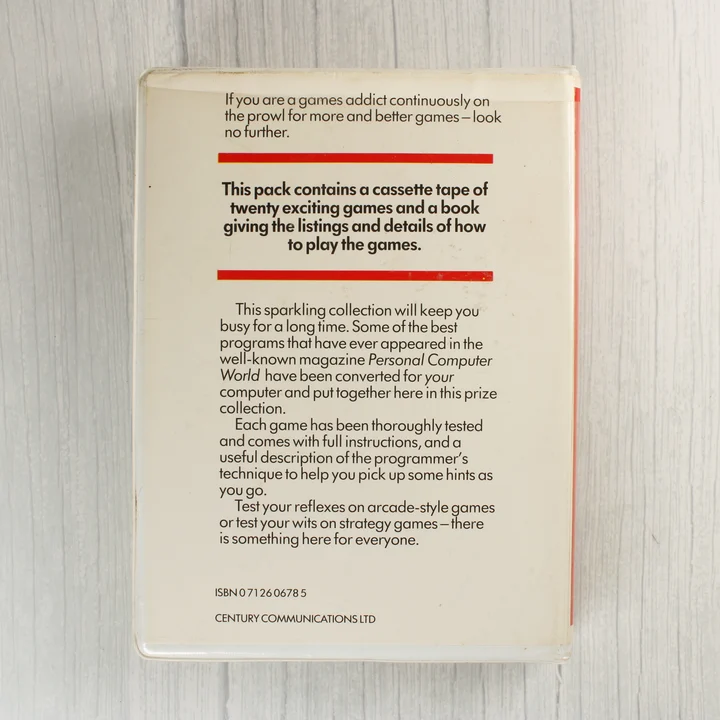 If you are a games addict continuously on
the prowl for more and better games – look
no further.
This pack contains a cassette tape of
twenty exciting games and a book
giving the listings and details of how
to play the games.
This sparkling collection will keep you
busy for a long time. Some of the best
programs that have ever appeared in the
well-known magazine Personal Computer
World have been converted for your
computer and put together here in this prize
collection.
Each game has been thoroughly tested
and comes with full instructions, and a
useful description of the programmer's
technique to help you pick up some hints as
you go.
Test your reflexes on arcade-style games
or test your wits on strategy games – there
is something here for everyone.
ISBN 0 7126 0678 5
CENTURY COMMUNICATIONS LTD